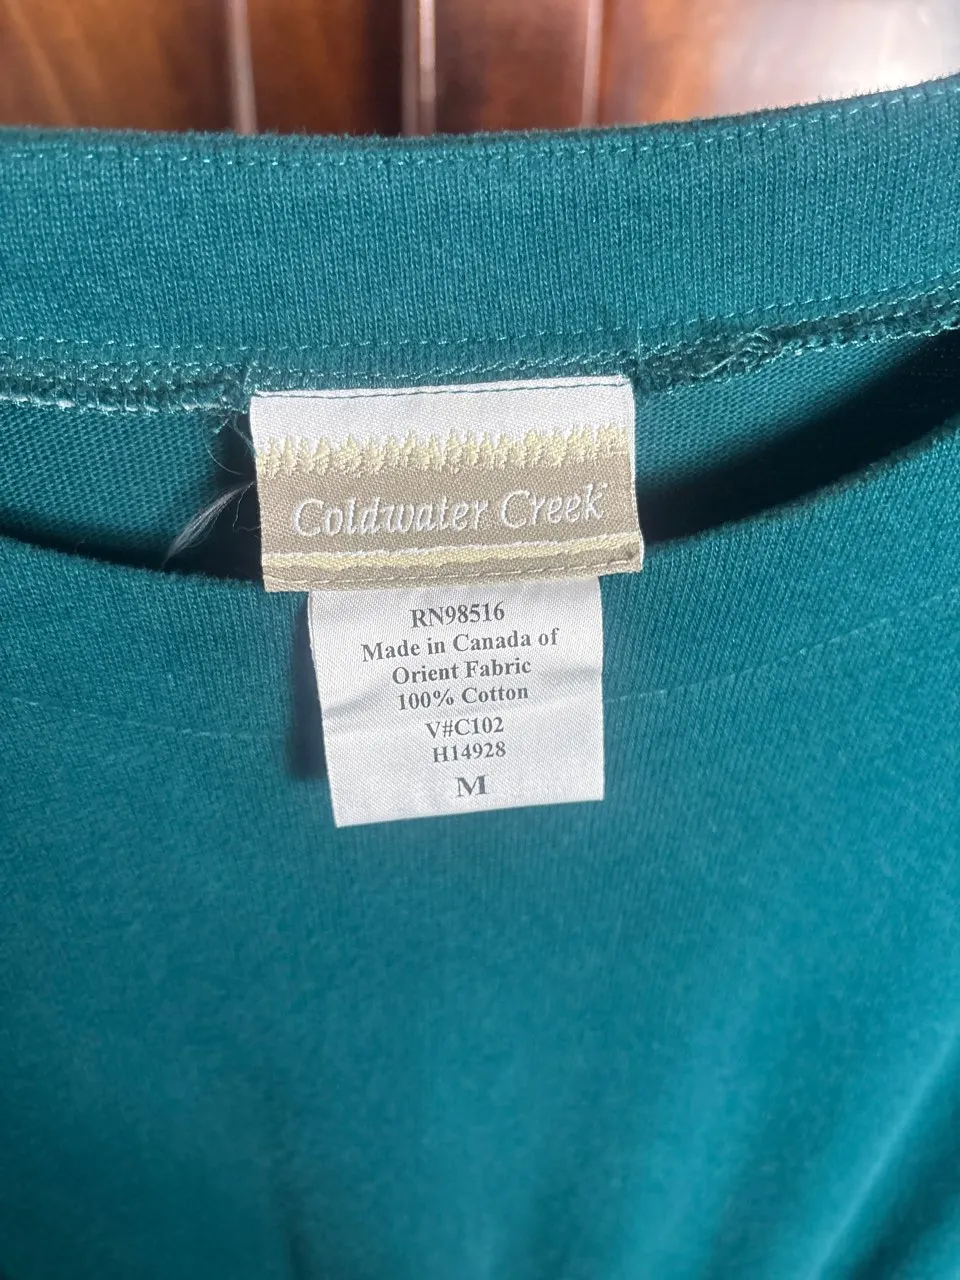 Coldwater Creek
RN98516
Made in Canada of
Orient Fabric
100% Cotton
V#C102
H14928
M